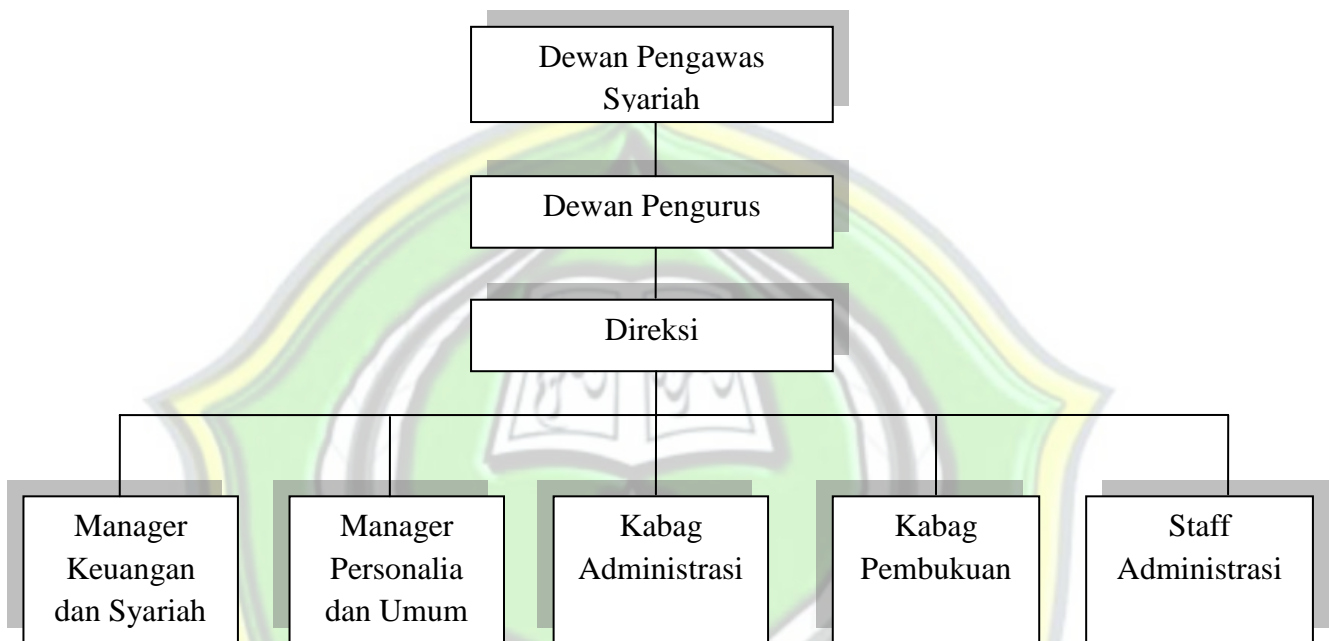 Dewan Pengawas
Syariah
Dewan Pengurus
Direksi
Manager
Keuangan
dan Syariah
Manager
Personalia
dan Umum
Kabag
Administrasi
Kabag
Pembukuan
Staff
Administrasi